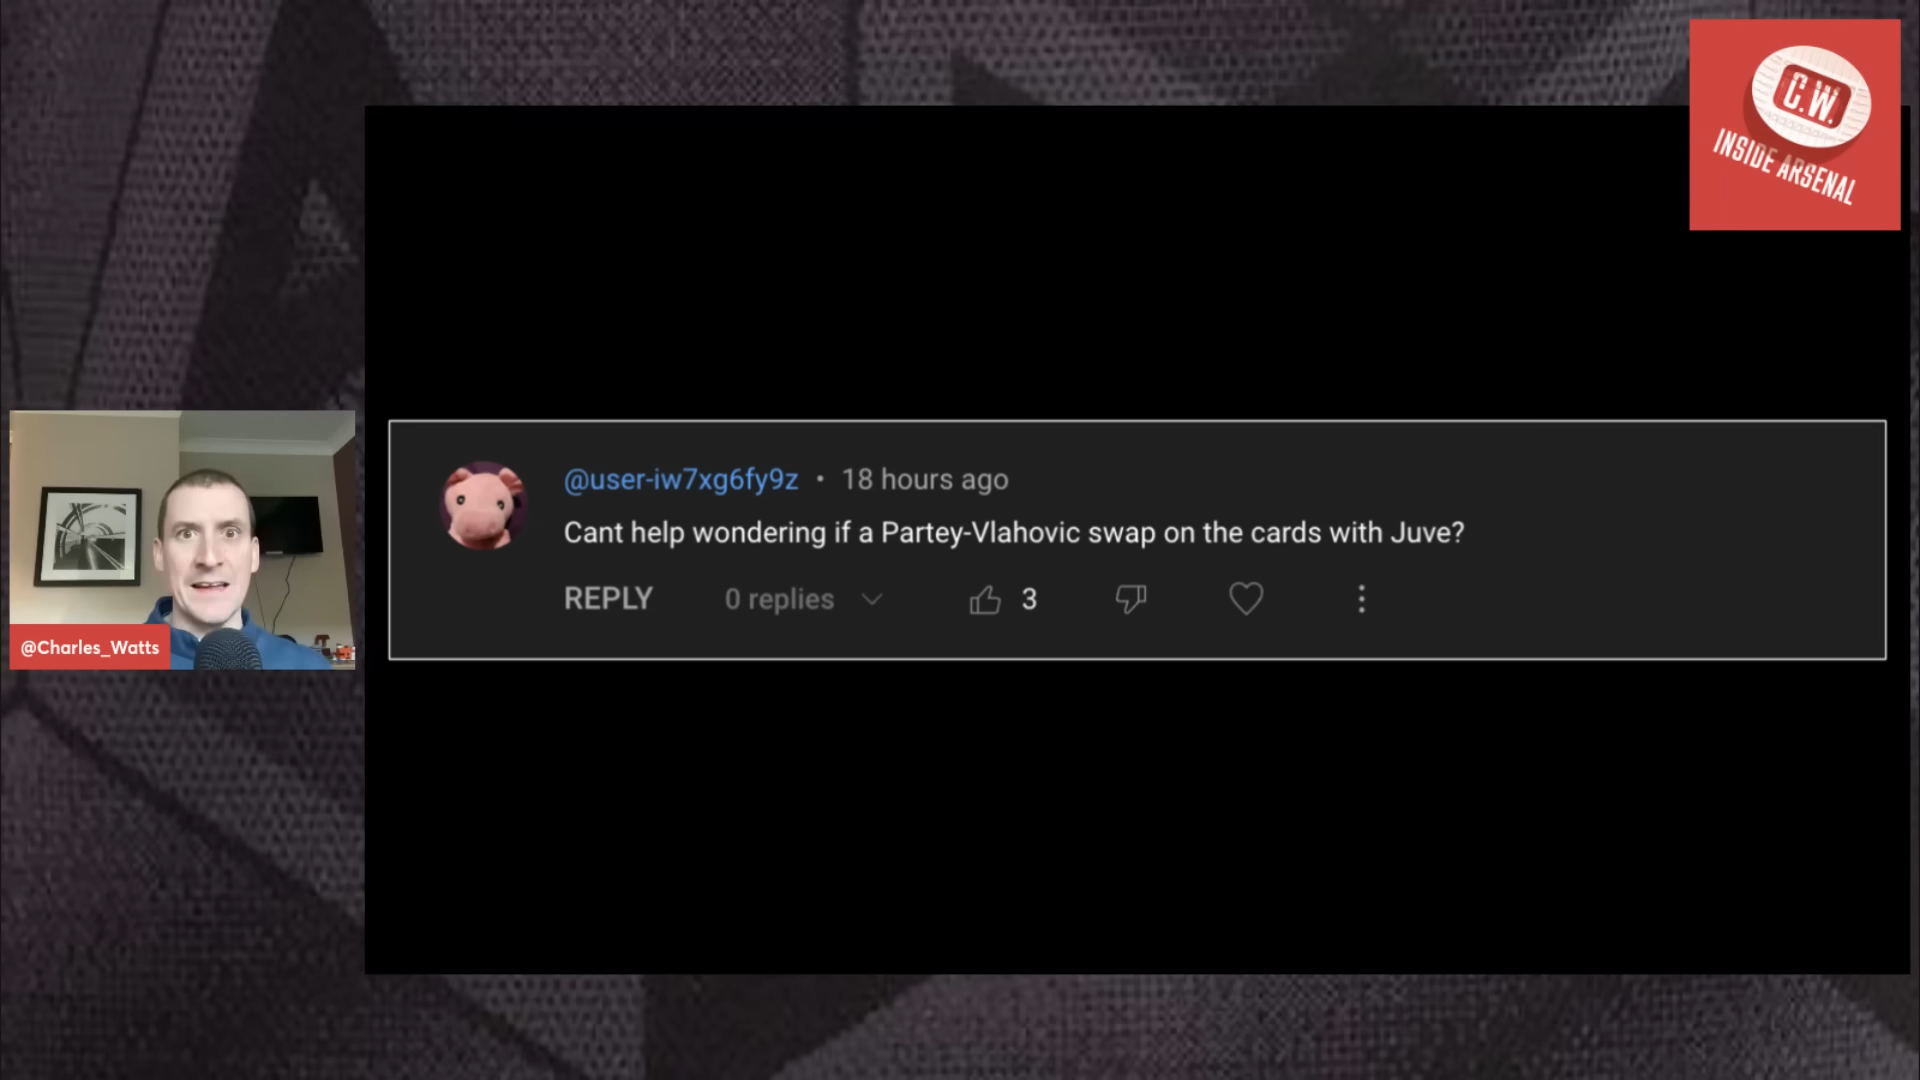 C.W.
INSIDE ARSENAL
@user-iw7xg6fy9z • 18 hours ago
Cant help wondering if a Partey-Vlahovic swap on the cards with Juve?
REPLY 0 replies 3
@Charles_Watts